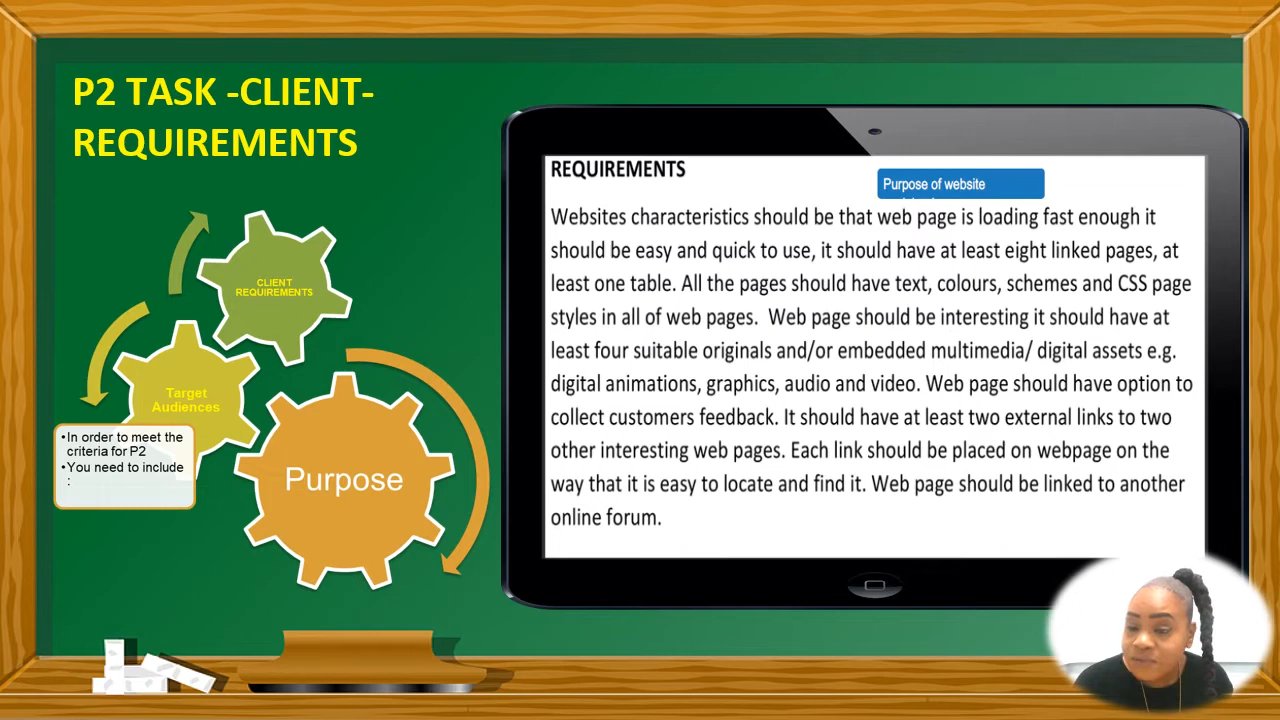 P2 TASK -CLIENT-
REQUIREMENTS
CLIENT
REQUIREMENTS
Target
Audiences
•In order to meet the
criteria for P2
•You need to include
:
Purpose
REQUIREMENTS
Purpose of website
Websites characteristics should be that web page is loading fast enough it
should be easy and quick to use, it should have at least eight linked pages, at
least one table. All the pages should have text, colours, schemes and CSS page
styles in all of web pages.  Web page should be interesting it should have at
least four suitable originals and/or embedded multimedia/ digital assets e.g.
digital animations, graphics, audio and video. Web page should have option to
collect customers feedback. It should have at least two external links to two
other interesting web pages. Each link should be placed on webpage on the
way that it is easy to locate and find it. Web page should be linked to another
online forum.